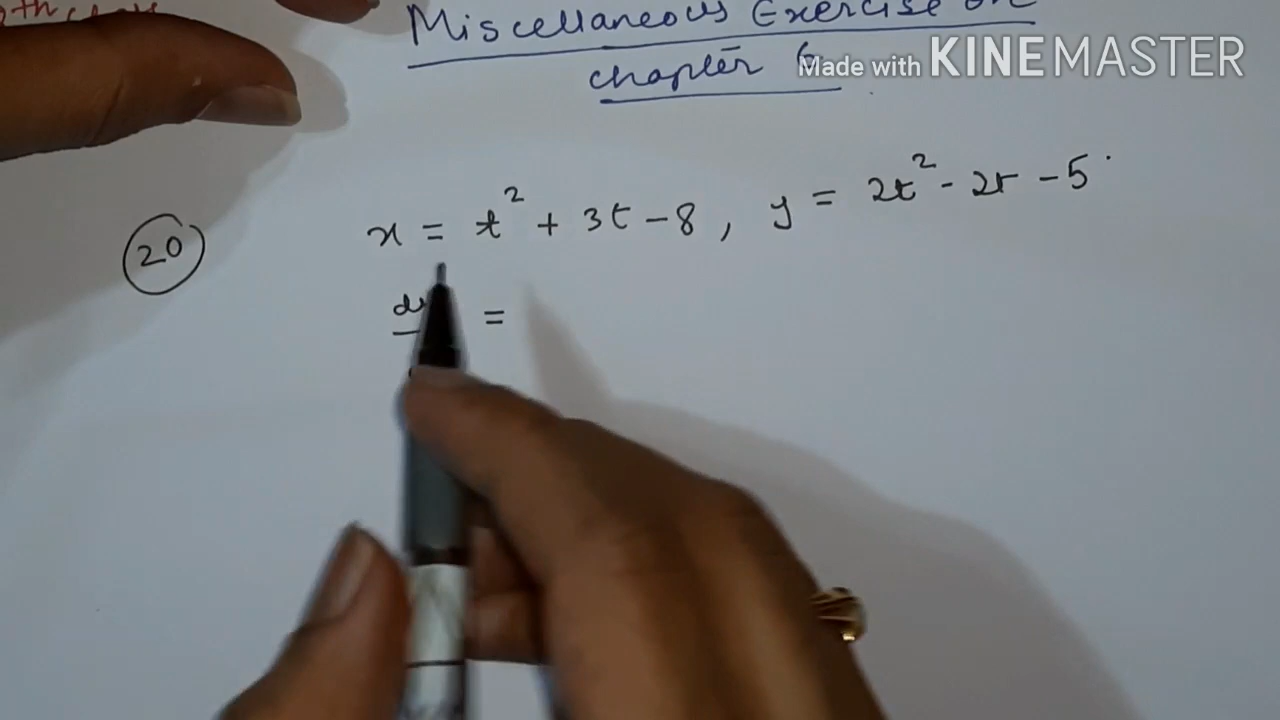 Miscellaneous Exercise on
chapter 6
Made with KINEMASTER
20
x = t² + 3t - 8, y = 2t² - 2t - 5.
=